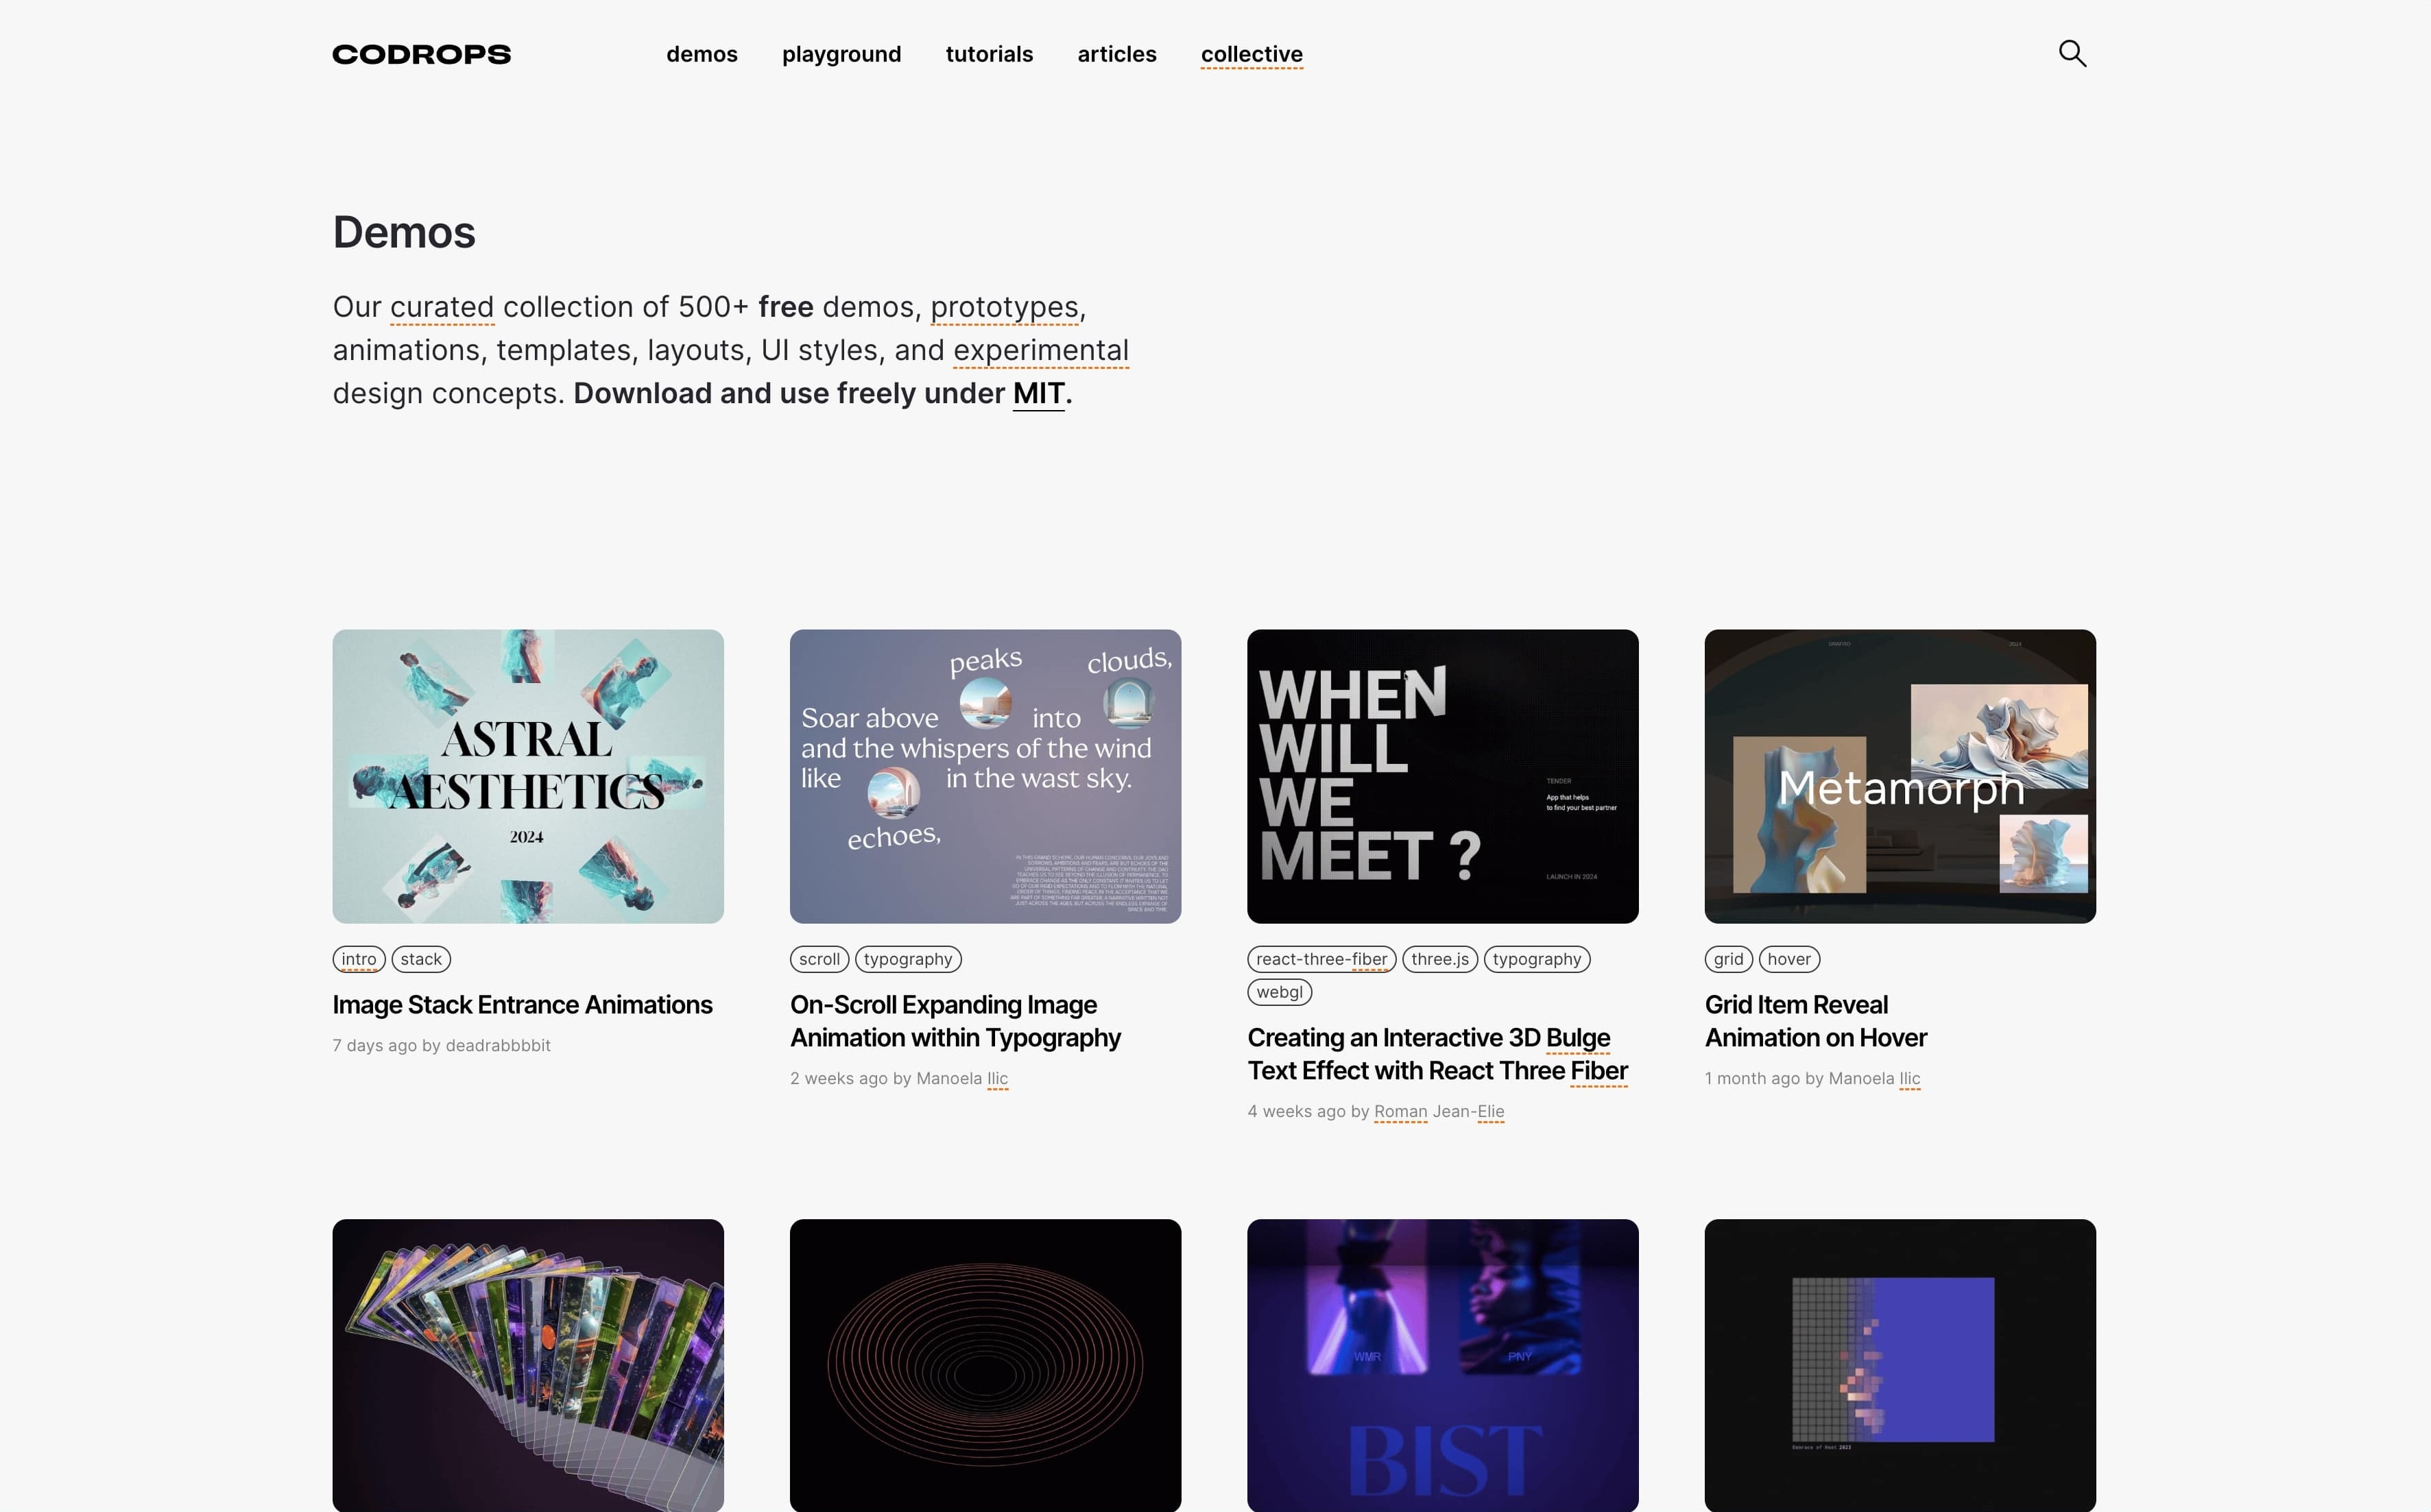 CODROPS
demos
playground
tutorials
articles
collective
Demos
Our curated collection of 500+ free demos, prototypes,
animations, templates, layouts, UI styles, and experimental
design concepts. Download and use freely under MIT.
ASTRAL
AESTHETICS
2024
intro
stack
Image Stack Entrance Animations
7 days ago by deadrabbbbit
peaks
clouds,
Soar above into
and the whispers of the wind
like in the wast sky.
echoes,
scroll
typography
On-Scroll Expanding Image
Animation within Typography
2 weeks ago by Manoela Ilic
WHEN
WILL
WE
MEET ?
TENDER
App that helps
to find your best partner
LAUNCH IN 2024
react-three-fiber
three.js
typography
webgl
Creating an Interactive 3D Bulge
Text Effect with React Three Fiber
4 weeks ago by Roman Jean-Elie
2024
Metamorph
grid
hover
Grid Item Reveal
Animation on Hover
1 month ago by Manoela Ilic
WMR
PNY
BIST